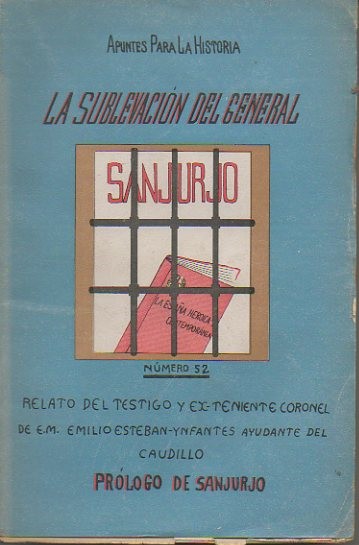 APUNTES PARA LA HISTORIA
LA SUBLEVACIÓN DEL GENERAL
SANJURJO
LA ESPAÑA HEROICA
CONTEMPORÁNEA
NÚMERO 52
RELATO DEL TESTIGO Y EX-TENIENTE CORONEL
DE E.M. EMILIO ESTEBAN-YNFANTES AYUDANTE DEL
CAUDILLO
PRÓLOGO DE SANJURJO